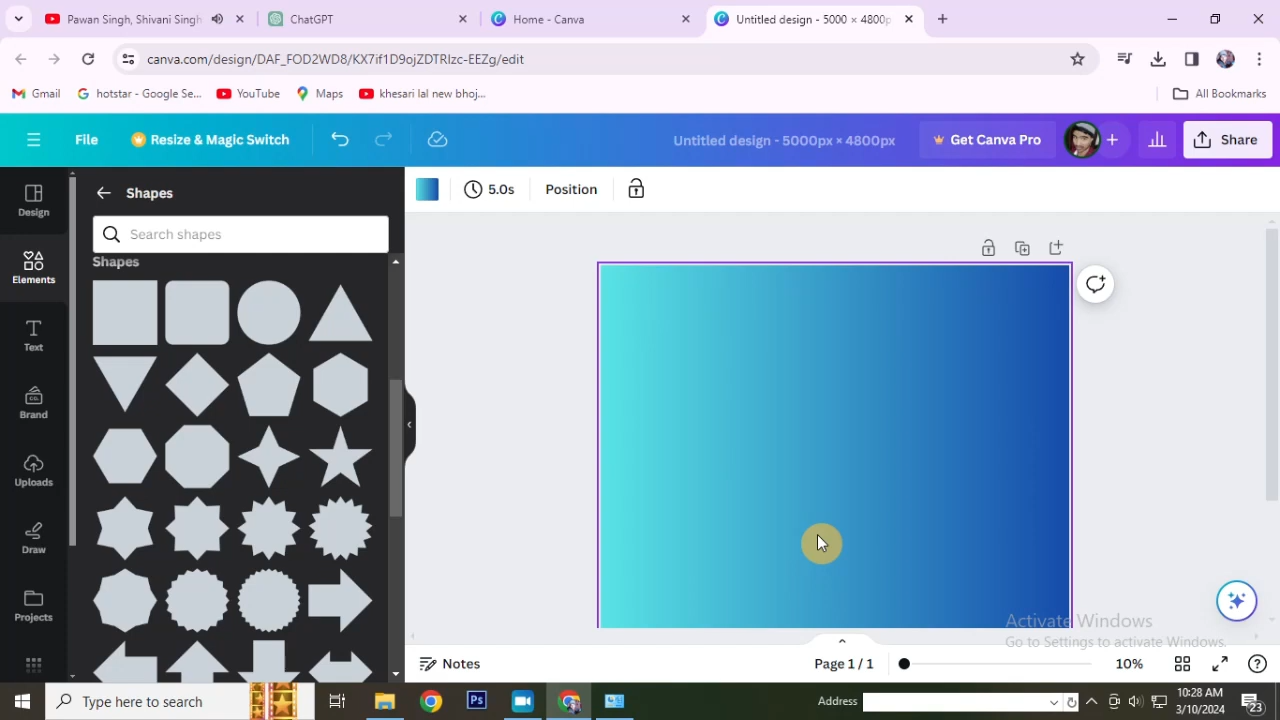 Pawan Singh, Shivani Singh
ChatGPT
Home - Canva
Untitled design - 5000 × 4800p
canva.com/design/DAF_FOD2WD8/KX7if1D9ojZDTRIzc-EEZg/edit
Gmail
hotstar - Google Se...
YouTube
Maps
khesari lal new bhoj...
All Bookmarks
File
Resize & Magic Switch
Untitled design - 5000px × 4800px
Get Canva Pro
Share
Design
Elements
Text
Brand
Uploads
Draw
Projects
Shapes
Search shapes
Shapes
5.0s
Position
Activate Windows
Go to Settings to activate Windows.
Notes
Page 1 / 1
10%
Type here to search
Ps
Address
10:28 AM
3/10/2024
23